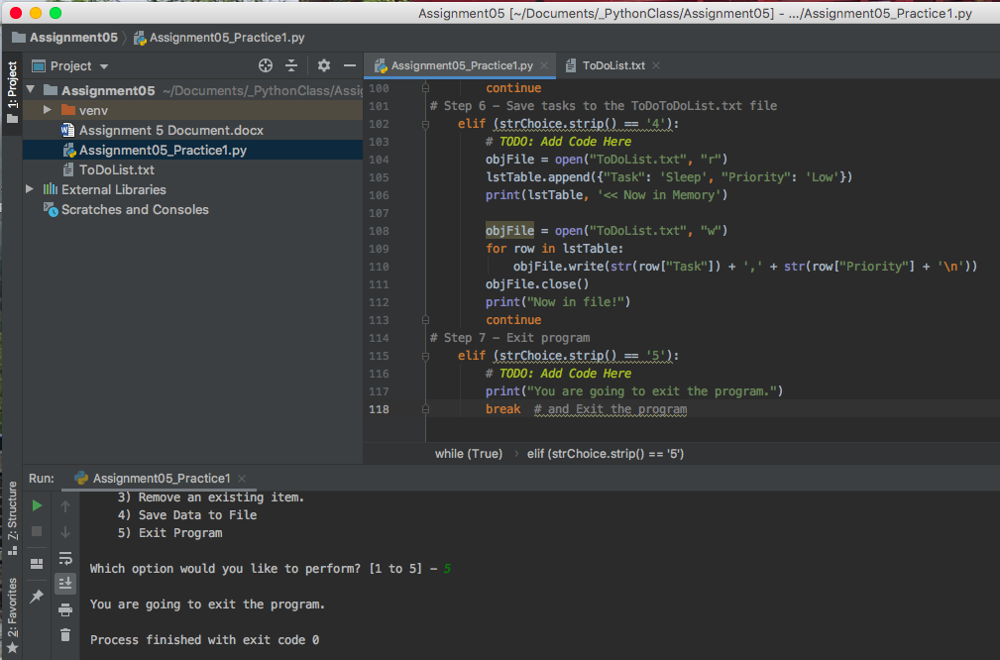 Assignment05 [~/Documents/_PythonClass/Assignment05] - .../Assignment05_Practice1.py
Assignment05 Assignment05_Practice1.py
1: Project
Project
Assignment05 ~/Documents/_PythonClass/Assig
venv
Assignment 5 Document.docx
Assignment05_Practice1.py
ToDoList.txt
External Libraries
Scratches and Consoles
Assignment05_Practice1.py ToDoList.txt
100 continue
101 # Step 6 - Save tasks to the ToDoToDoList.txt file
102 elif (strChoice.strip() == '4'):
103 # TODO: Add Code Here
104 objFile = open("ToDoList.txt", "r")
105 lstTable.append({"Task": 'Sleep', "Priority": 'Low'})
106 print(lstTable, '<< Now in Memory')
107
108 objFile = open("ToDoList.txt", "w")
109 for row in lstTable:
110 objFile.write(str(row["Task"]) + ',' + str(row["Priority"] + '\n'))
111 objFile.close()
112 print("Now in file!")
113 continue
114 # Step 7 - Exit program
115 elif (strChoice.strip() == '5'):
116 # TODO: Add Code Here
117 print("You are going to exit the program.")
118 break # and Exit the program
while (True) › elif (strChoice.strip() == '5')
Run: Assignment05_Practice1
Z: Structure
2: Favorites
3) Remove an existing item.
4) Save Data to File
5) Exit Program
Which option would you like to perform? [1 to 5] - 5
You are going to exit the program.
Process finished with exit code 0